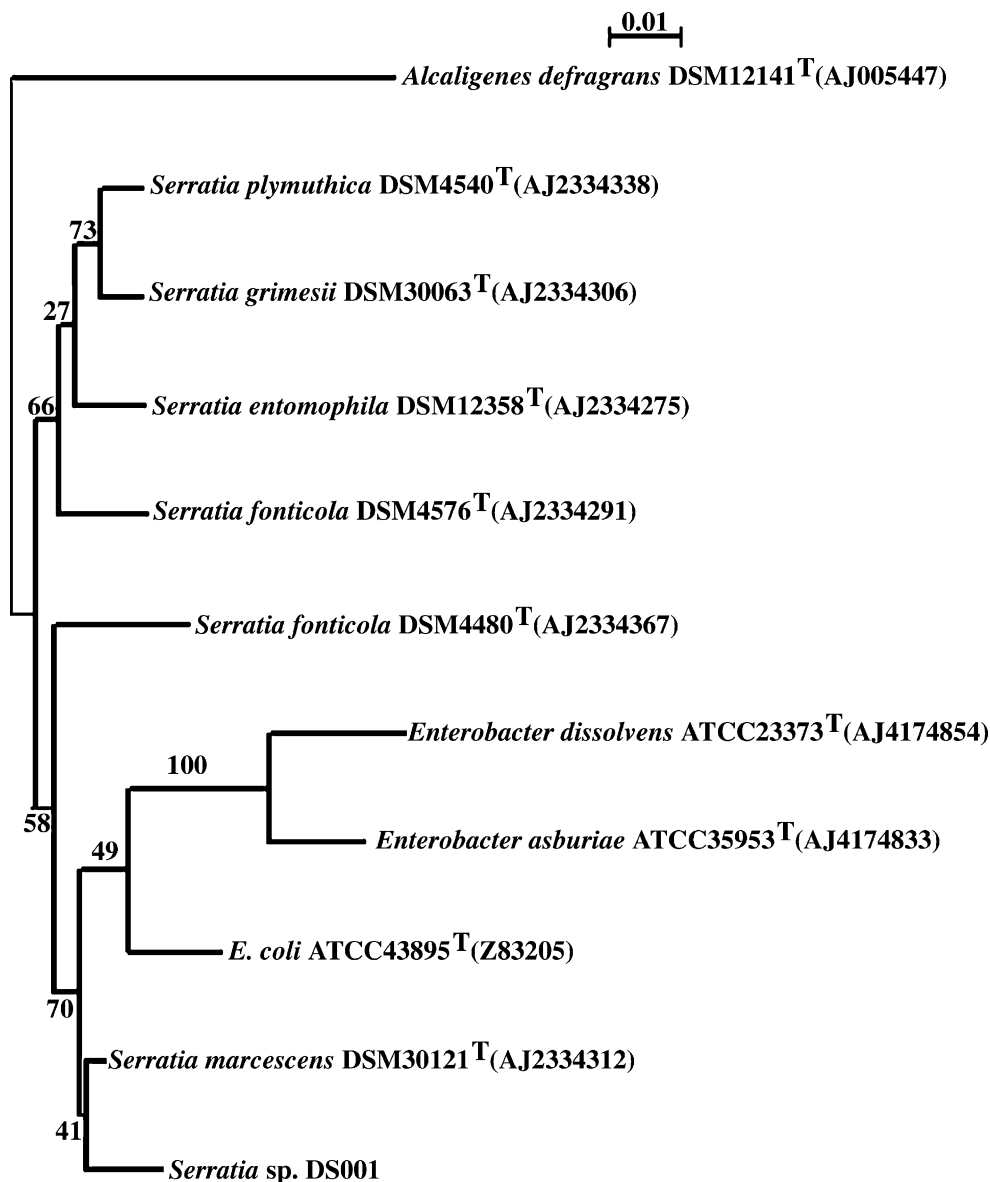 0.01
Alcaligenes defragrans DSM12141T(AJ005447)
Serratia plymuthica DSM4540T(AJ2334338)
73
Serratia grimesii DSM30063T(AJ2334306)
27
Serratia entomophila DSM12358T(AJ2334275)
66
Serratia fonticola DSM4576T(AJ2334291)
Serratia fonticola DSM4480T(AJ2334367)
Enterobacter dissolvens ATCC23373T(AJ4174854)
100
58
Enterobacter asburiae ATCC35953T(AJ4174833)
49
E. coli ATCC43895T(Z83205)
70
Serratia marcescens DSM30121T(AJ2334312)
41
Serratia sp. DS001